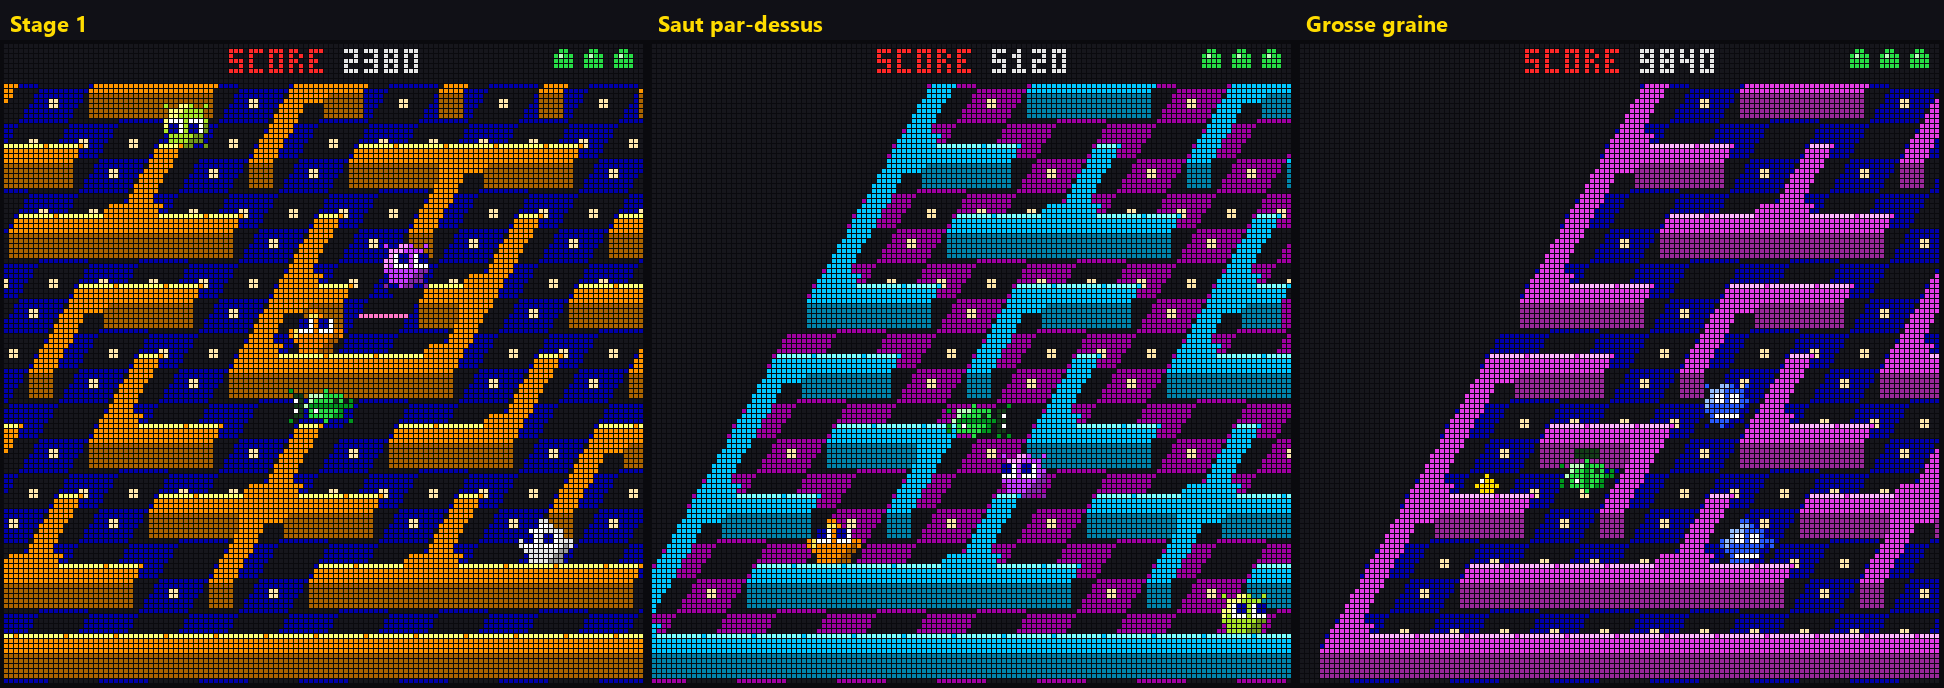 Stage 1
SCORE 2380
Saut par-dessus
SCORE 5120
Grosse graine
SCORE 9840